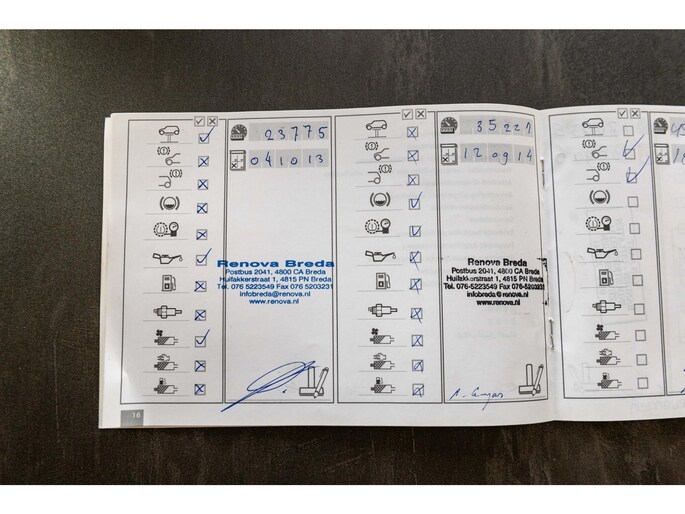 23775
041013
Renova Breda
Postbus 2041, 4800 CA Breda
Huifakkerstraat 1, 4815 PN Breda
Tel. 076 5223549 Fax 076 5203231
infobreda@renova.nl
www.renova.nl
16
35221
120914
Renova Breda
Postbus 2041, 4800 CA Breda
Huifakkerstraat 1, 4815 PN Breda
Tel. 076-5223549 Fax 076-5203231
infobreda@renova.nl
www.renova.nl